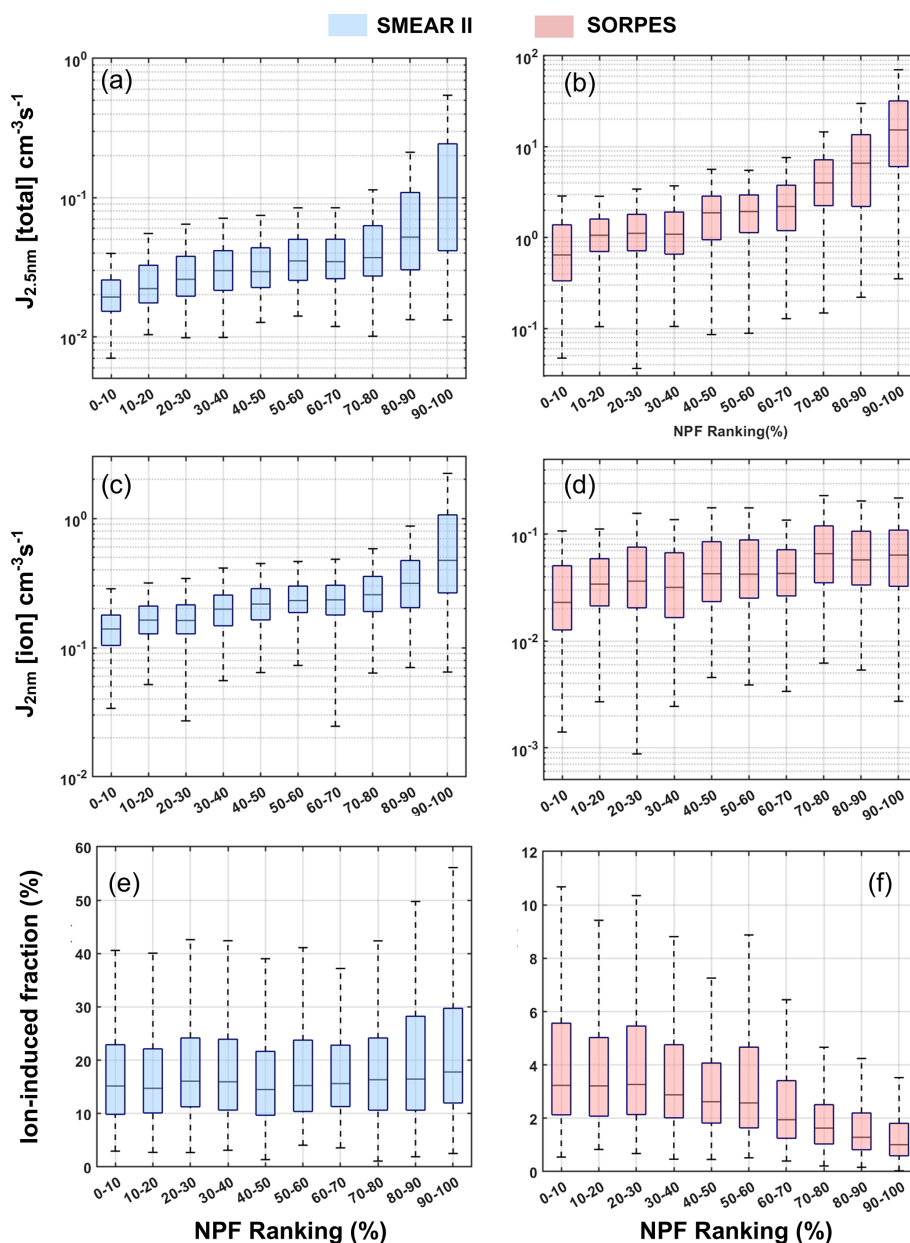 SMEAR II
SORPES
(a)
J2.5nm [total] cm-3s-1
10^0
10^-1
10^-2
0-10 10-20 20-30 30-40 40-50 50-60 60-70 70-80 80-90 90-100
(b)
10^2
10^1
10^0
10^-1
0-10 10-20 20-30 30-40 40-50 50-60 60-70 70-80 80-90 90-100
NPF Ranking(%)
(c)
J2nm [ion] cm-3s-1
10^0
10^-1
10^-2
0-10 10-20 20-30 30-40 40-50 50-60 60-70 70-80 80-90 90-100
(d)
10^-1
10^-2
10^-3
0-10 10-20 20-30 30-40 40-50 50-60 60-70 70-80 80-90 90-100
(e)
Ion-induced fraction (%)
60
50
40
30
20
10
0
0-10 10-20 20-30 30-40 40-50 50-60 60-70 70-80 80-90 90-100
NPF Ranking (%)
(f)
12
10
8
6
4
2
0
0-10 10-20 20-30 30-40 40-50 50-60 60-70 70-80 80-90 90-100
NPF Ranking (%)